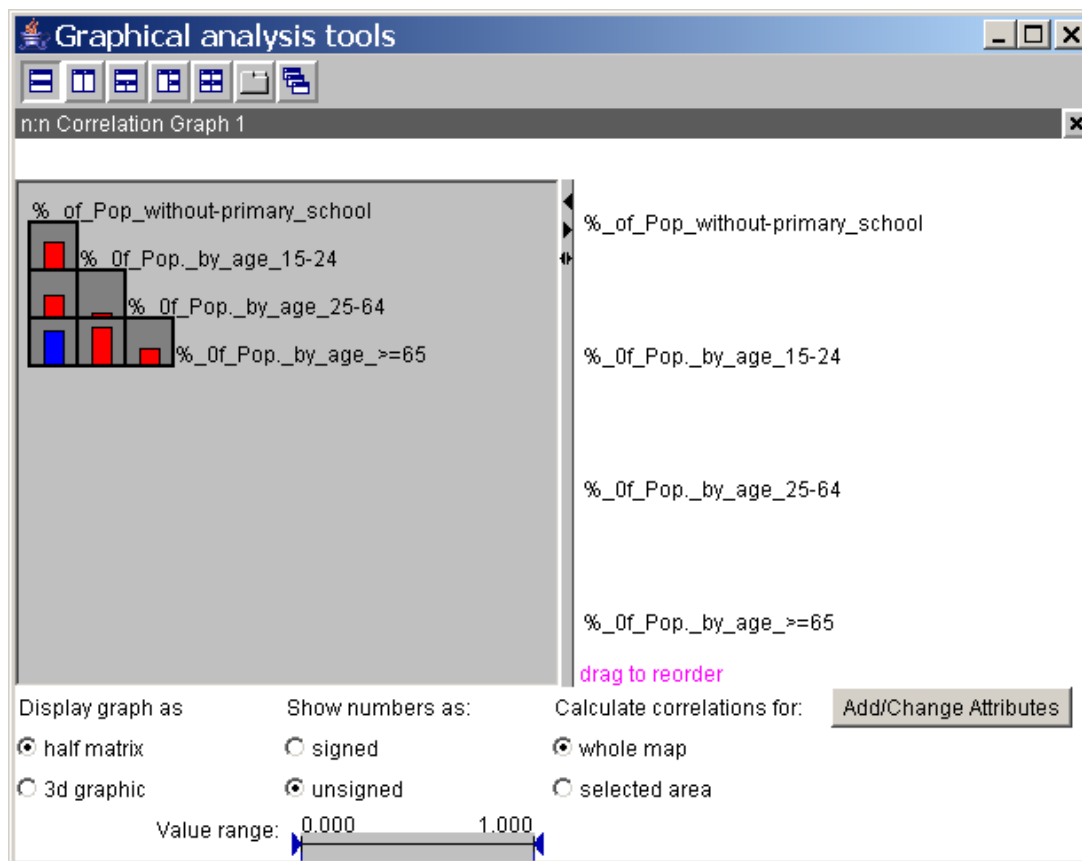 Graphical analysis tools
n:n Correlation Graph 1
%_of_Pop_without-primary_school
%_0f_Pop._by_age_15-24
%_0f_Pop._by_age_25-64
%_0f_Pop._by_age_>=65
%_of_Pop_without-primary_school
%_0f_Pop._by_age_15-24
%_0f_Pop._by_age_25-64
%_0f_Pop._by_age_>=65
drag to reorder
Display graph as
Show numbers as:
Calculate correlations for:
Add/Change Attributes
half matrix
signed
whole map
3d graphic
unsigned
selected area
Value range:
0.000
1.000